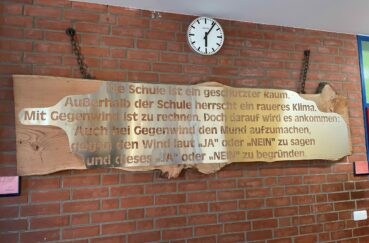 Die Schule ist ein geschützter Raum.
Außerhalb der Schule herrscht ein raueres Klima.
Mit Gegenwind ist zu rechnen. Doch darauf wird es ankommen:
Auch bei Gegenwind den Mund aufzumachen,
gegen den Wind laut „JA" oder „NEIN" zu sagen
und dieses „JA" oder „NEIN" zu begründen.